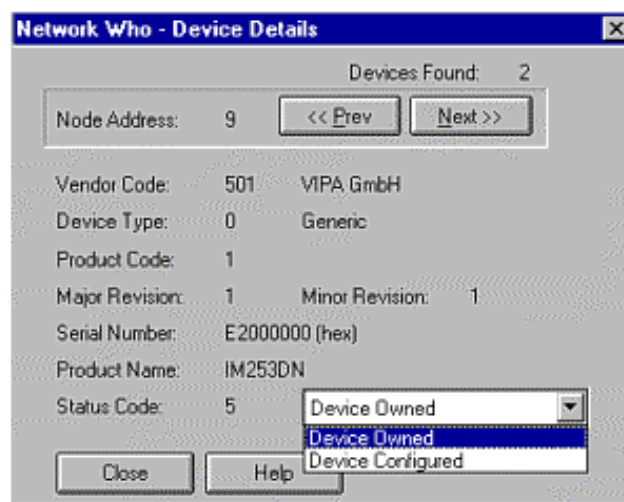 Network Who - Device Details
Devices Found: 2
Node Address: 9 << Prev Next >>
Vendor Code: 501 VIPA GmbH
Device Type: 0 Generic
Product Code: 1
Major Revision: 1 Minor Revision: 1
Serial Number: E2000000 (hex)
Product Name: IM253DN
Status Code: 5 Device Owned
Device Owned
Device Configured
Close Help